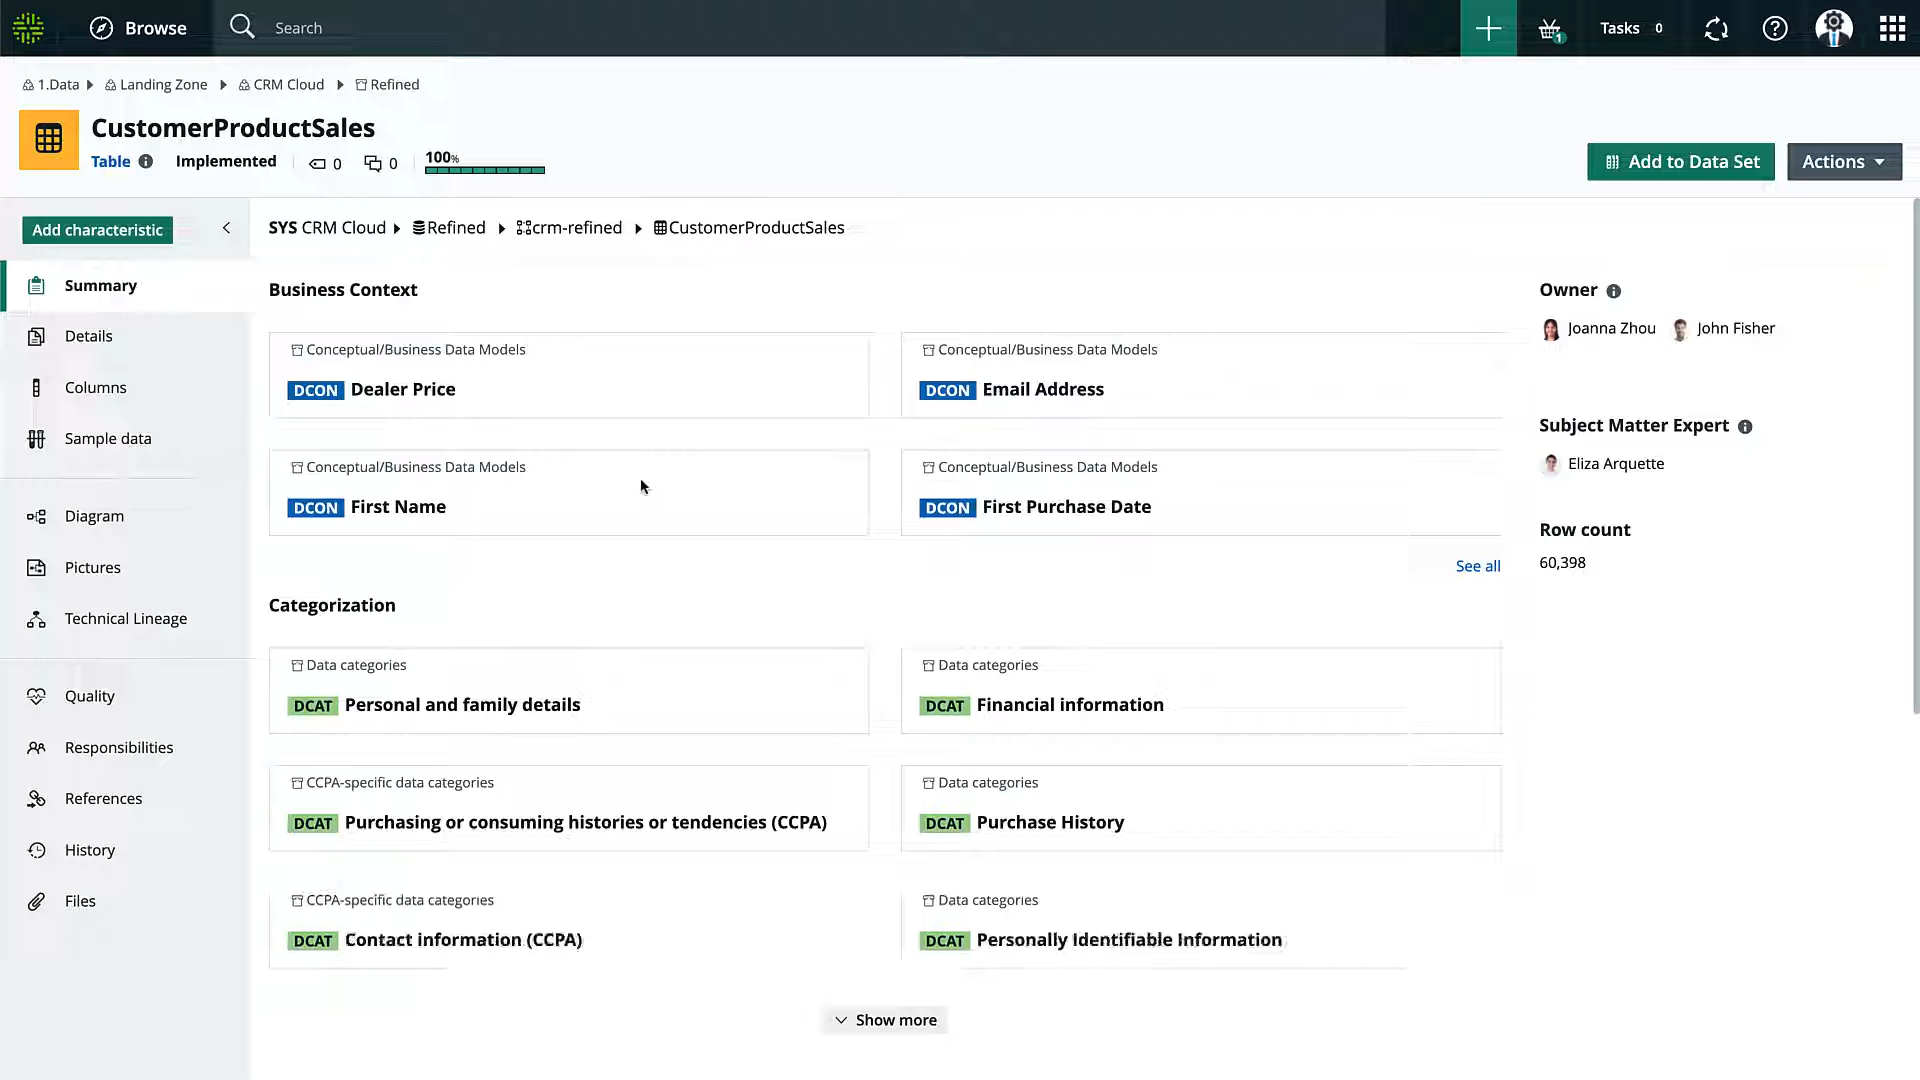 Browse Search Tasks 0 1
1.Data Landing Zone CRM Cloud Refined
CustomerProductSales
Table Implemented 0 0 100%
Add to Data Set Actions
Add characteristic
SYS CRM Cloud Refined crm-refined CustomerProductSales
Summary
Details
Columns
Sample data
Diagram
Pictures
Technical Lineage
Quality
Responsibilities
References
History
Files
Business Context
Conceptual/Business Data Models
DCON Dealer Price
Conceptual/Business Data Models
DCON Email Address
Conceptual/Business Data Models
DCON First Name
Conceptual/Business Data Models
DCON First Purchase Date
See all
Categorization
Data categories
DCAT Personal and family details
Data categories
DCAT Financial information
CCPA-specific data categories
DCAT Purchasing or consuming histories or tendencies (CCPA)
Data categories
DCAT Purchase History
CCPA-specific data categories
DCAT Contact information (CCPA)
Data categories
DCAT Personally Identifiable Information
Show more
Owner
Joanna Zhou John Fisher
Subject Matter Expert
Eliza Arquette
Row count
60,398